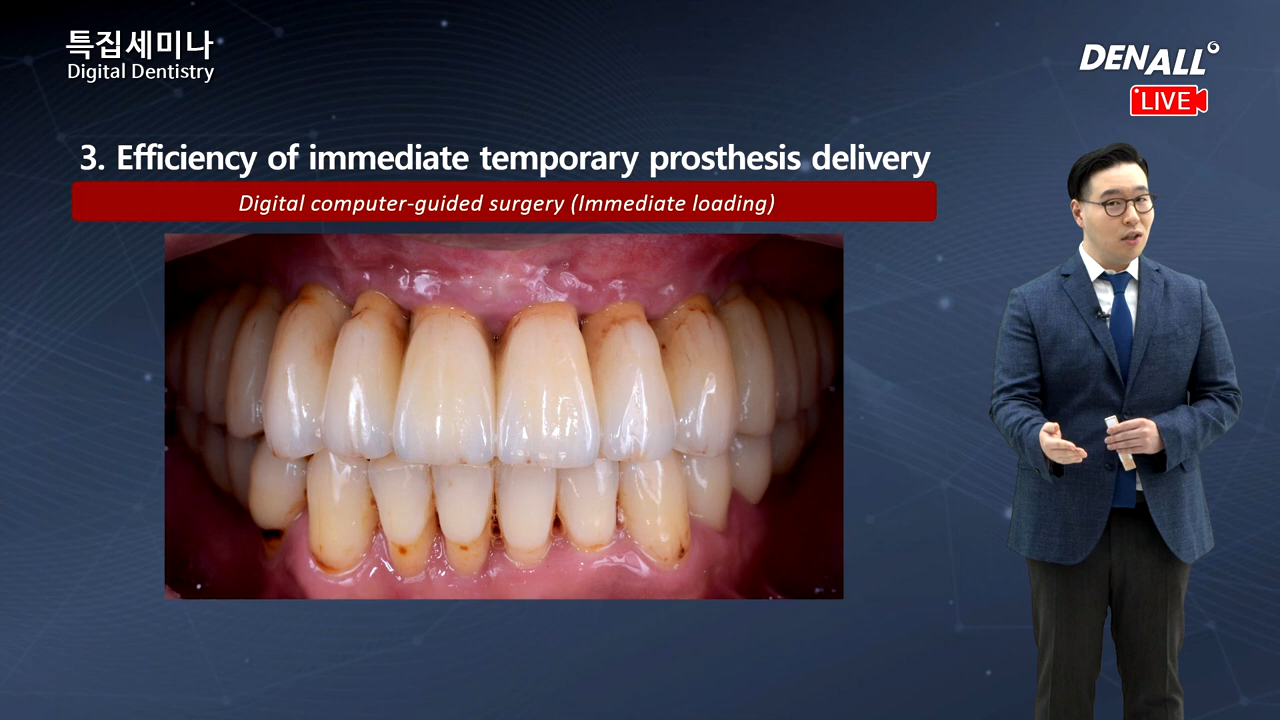 특집세미나
Digital Dentistry
DENALL
LIVE
3. Efficiency of immediate temporary prosthesis delivery
Digital computer-guided surgery (Immediate loading)